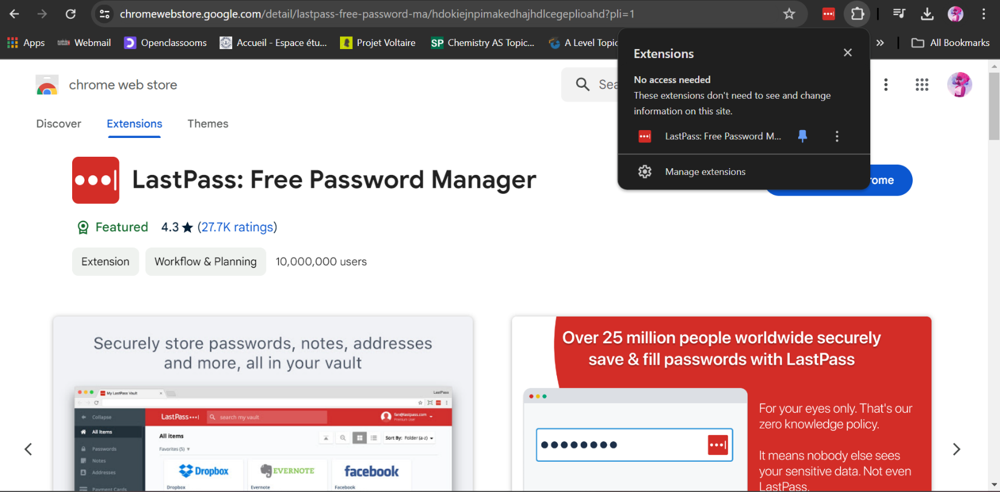 chromewebstore.google.com/detail/lastpass-free-password-ma/hdokiejnpimakedhajhdlcegeplioahd?pli=1
Apps
Webmail
Openclassooms
Accueil - Espace étu...
Projet Voltaire
SP
Chemistry AS Topic...
A Level Topic
»
All Bookmarks
Extensions
No access needed
These extensions don't need to see and change
information on this site.
LastPass: Free Password M...
Manage extensions
chrome web store
Sea
Discover
Extensions
Themes
LastPass: Free Password Manager
rome
Featured
4.3 ★ (27.7K ratings)
Extension
Workflow & Planning
10,000,000 users
Securely store passwords, notes, addresses
and more, all in your vault
My LastPass Vault
LastPass
Collapse
LastPass
search my vault
fan@lastpass.com
Premium User
All Items
All items
Sort By: Folder (a-z)
Passwords
Favorites (5)
Notes
Addresses
Payment Cards
Dropbox
EVERNOTE
facebook
Dropbox
Evernote
Facebook
Over 25 million people worldwide securely
save & fill passwords with LastPass
For your eyes only. That's our
zero knowledge policy.
It means nobody else sees
your sensitive data. Not even
LastPass.